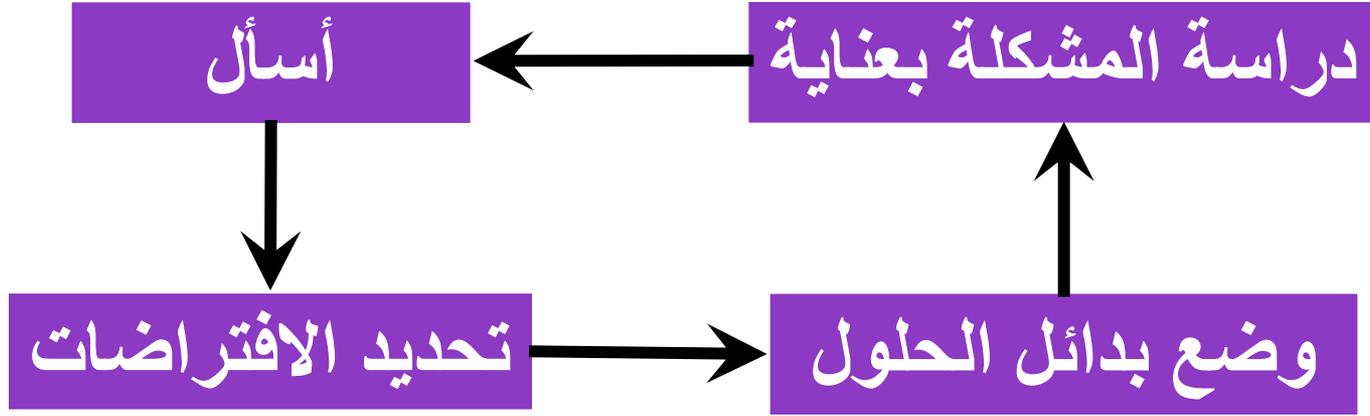 دراسة المشكلة بعناية
أسأل
تحديد الافتراضات
وضع بدائل الحلول